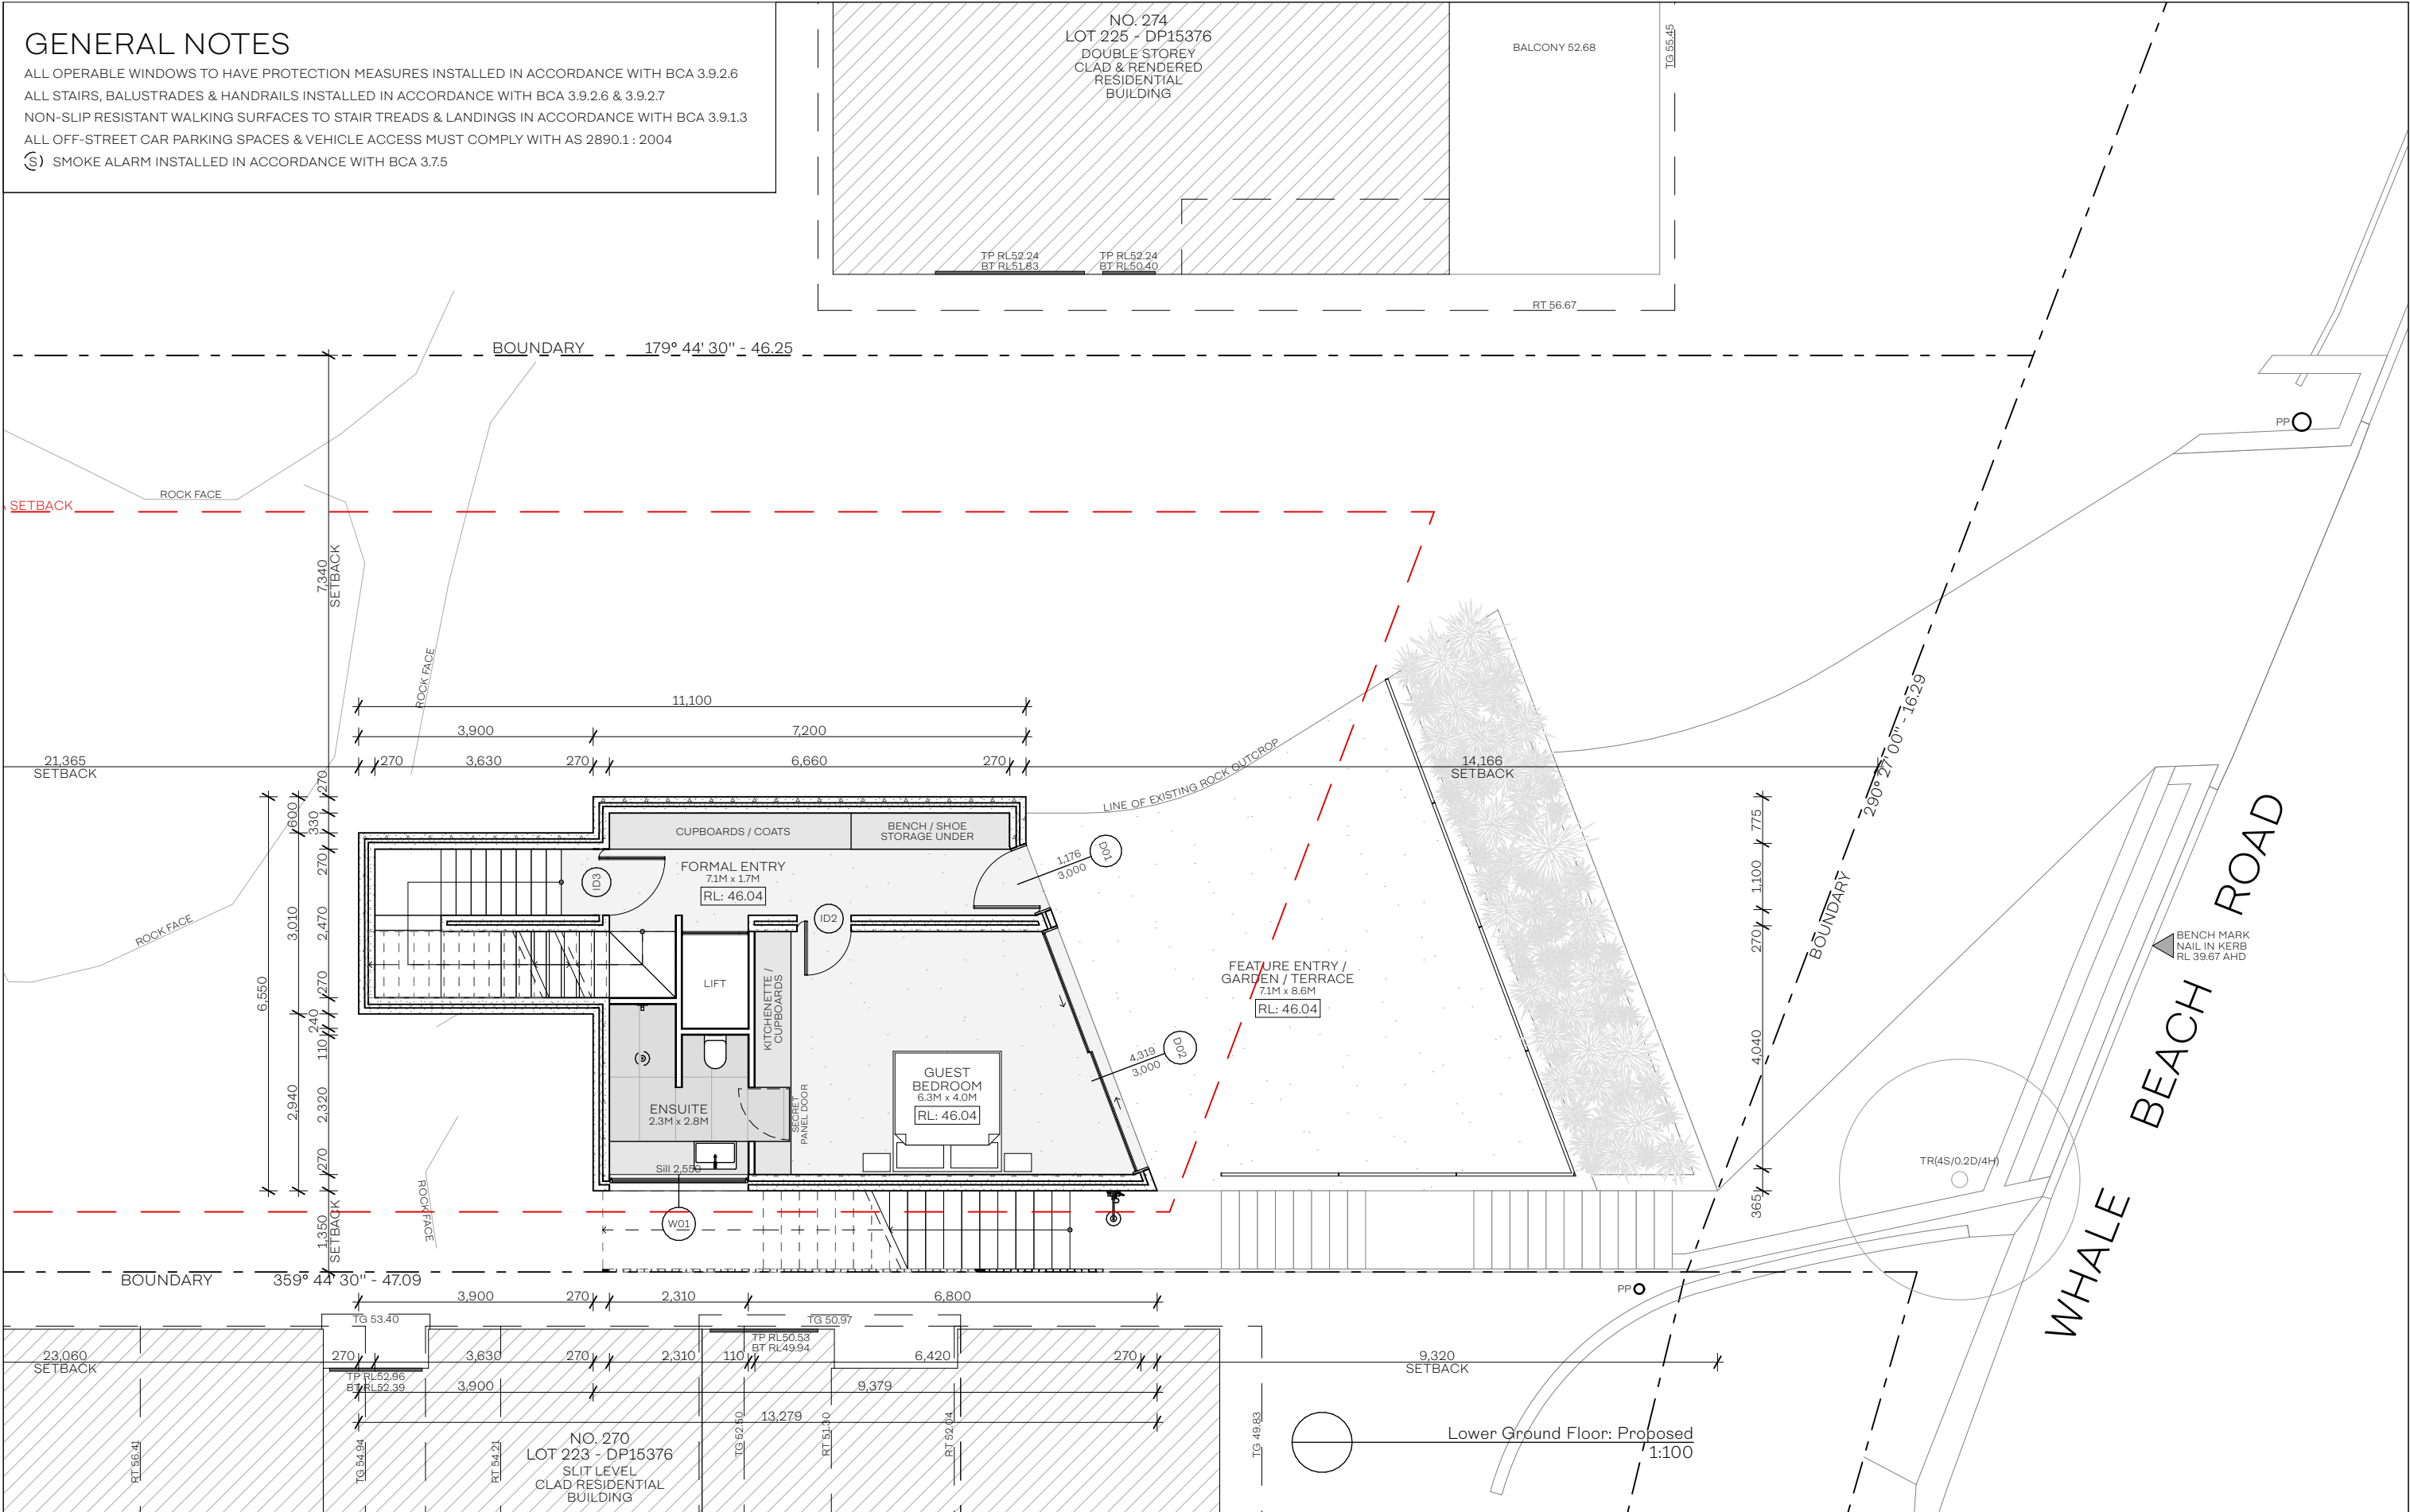 GENERAL NOTES
ALL OPERABLE WINDOWS TO HAVE PROTECTION MEASURES INSTALLED IN ACCORDANCE WITH BCA 3.9.2.6
ALL STAIRS, BALUSTRADES & HANDRAILS INSTALLED IN ACCORDANCE WITH BCA 3.9.2.6 & 3.9.2.7
NON-SLIP RESISTANT WALKING SURFACES TO STAIR TREADS & LANDINGS IN ACCORDANCE WITH BCA 3.9.1.3
ALL OFF-STREET CAR PARKING SPACES & VEHICLE ACCESS MUST COMPLY WITH AS 2890.1 : 2004
(S) SMOKE ALARM INSTALLED IN ACCORDANCE WITH BCA 3.7.5
NO. 274
LOT 225 - DP15376
DOUBLE STOREY
CLAD & RENDERED
RESIDENTIAL
BUILDING
BALCONY 52.68
TG 55.45
TP RL52.24
BT RL51.83
TP RL52.24
BT RL50.40
RT 56.67
BOUNDARY 179° 44' 30" - 46.25
PP
ROCK FACE
SETBACK
7,340
SETBACK
ROCK FACE
11,100
3,900
7,200
21,365
SETBACK
270
3,630
270
6,660
270
14,166
SETBACK
290° 27' 00" - 16.29
BOUNDARY
LINE OF EXISTING ROCK OUTCROP
270
600
330
270
3,010
2,470
6,550
270
240
110
2,940
2,320
270
1,350
SETBACK
ROCK FACE
ROCK FACE
CUPBOARDS / COATS
BENCH / SHOE
STORAGE UNDER
FORMAL ENTRY
7.1M x 1.7M
RL: 46.04
ID3
ID2
1,176
3,000
D01
LIFT
KITCHENETTE /
CUPBOARDS
FEATURE ENTRY /
GARDEN / TERRACE
7.1M x 8.6M
RL: 46.04
4,319
3,000
D02
GUEST
BEDROOM
6.3M x 4.0M
RL: 46.04
ENSUITE
2.3M x 2.8M
SECRET
PANEL DOOR
Sill 2,550
W01
775
1,100
270
4,040
365
BENCH MARK
NAIL IN KERB
RL 39.67 AHD
TR(4S/0.2D/4H)
WHALE BEACH ROAD
BOUNDARY 359° 44' 30" - 47.09
PP
3,900
270
2,310
6,800
TG 53.40
TG 50.97
TP RL50.53
BT RL49.94
23,060
SETBACK
270
3,630
270
2,310
110
6,420
270
9,320
SETBACK
TP RL52.96
BT RL52.39
3,900
9,379
13,279
NO. 270
LOT 223 - DP15376
SLIT LEVEL
CLAD RESIDENTIAL
BUILDING
RT 56.41
TG 54.94
RT 54.21
TG 52.50
RT 51.30
RT 52.04
TG 49.83
Lower Ground Floor: Proposed
1:100